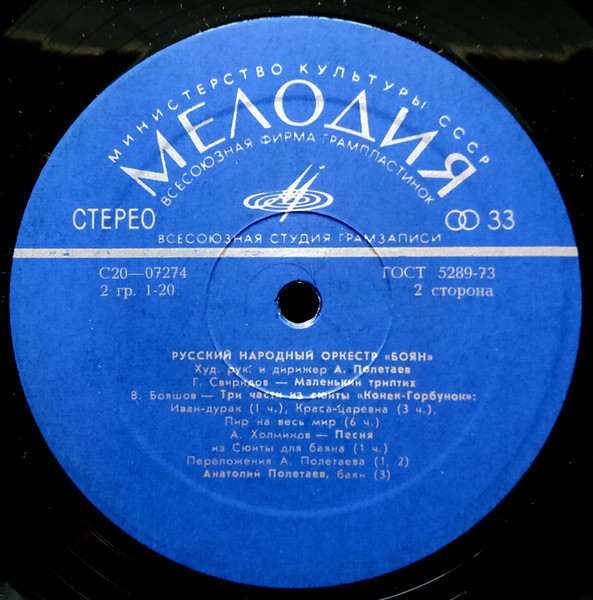 МИНИСТЕРСТВО КУЛЬТУРЫ СССР
МЕЛОДИЯ
ВСЕСОЮЗНАЯ ФИРМА ГРАМПЛАСТИНОК
СТЕРЕО
33
ВСЕСОЮЗНАЯ СТУДИЯ ГРАМЗАПИСИ
С20—07274
ГОСТ 5289-73
2 гр. 1-20
2 сторона
РУССКИЙ НАРОДНЫЙ ОРКЕСТР «БОЯН»
Худ. рук. и дирижер А. Полетаев
Г. Свиридов — Маленький триптих
В. Бояшов — Три части из сюиты «Конек-Горбунок»:
Иван-дурак (1 ч.), Краса-царевна (3 ч.),
Пир на весь мир (6 ч.)
А. Холминов — Песня
из Сюиты для баяна (1 ч.)
Переложения А. Полетаева (1, 2)
Анатолий Полетаев, баян (3)